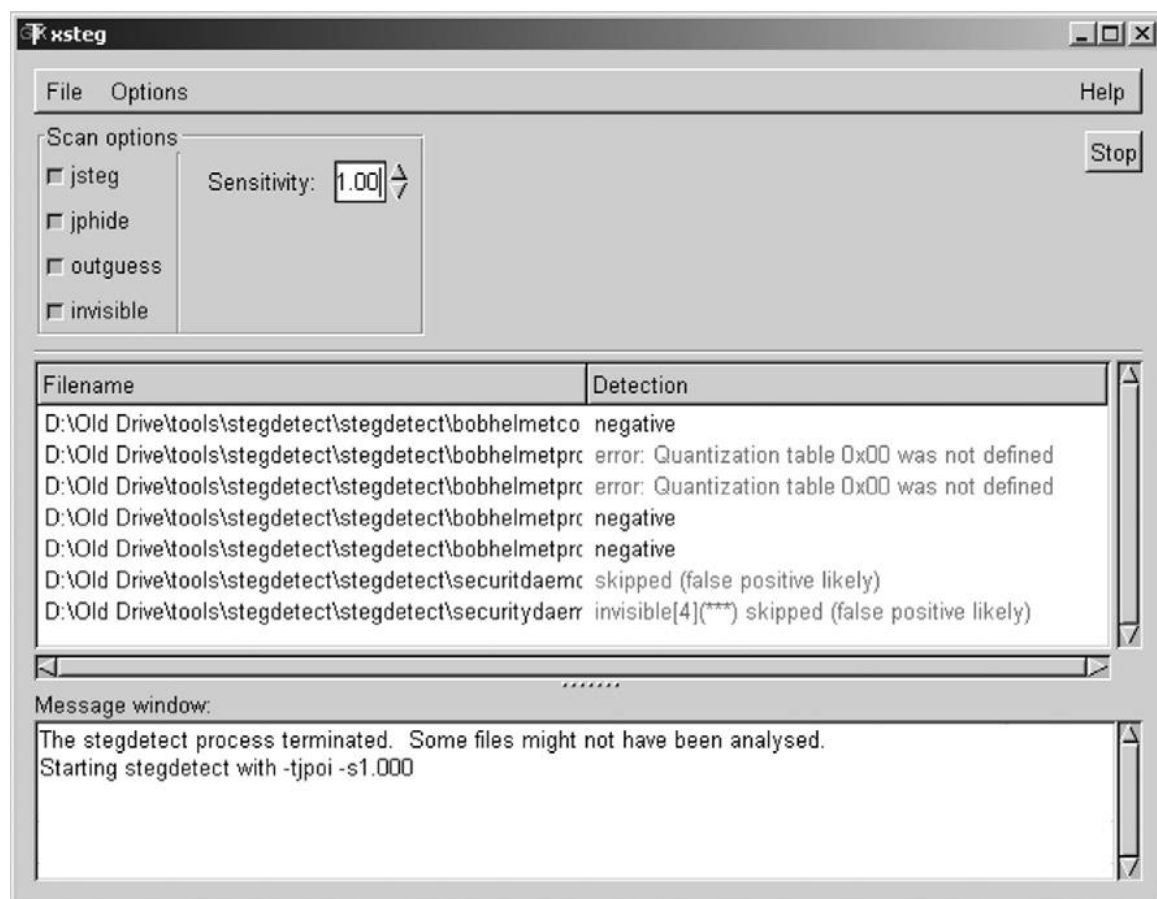 GTK xsteg
File Options Help
Scan options
Stop
jsteg
Sensitivity: 1.00
jphide
outguess
invisible
Filename Detection
D:\Old Drive\tools\stegdetect\stegdetect\bobhelmetco negative
D:\Old Drive\tools\stegdetect\stegdetect\bobhelmetprc error: Quantization table 0x00 was not defined
D:\Old Drive\tools\stegdetect\stegdetect\bobhelmetprc error: Quantization table 0x00 was not defined
D:\Old Drive\tools\stegdetect\stegdetect\bobhelmetprc negative
D:\Old Drive\tools\stegdetect\stegdetect\bobhelmetprc negative
D:\Old Drive\tools\stegdetect\stegdetect\securitdaemc skipped (false positive likely)
D:\Old Drive\tools\stegdetect\stegdetect\securitydaem invisible[4](***) skipped (false positive likely)
Message window:
The stegdetect process terminated. Some files might not have been analysed.
Starting stegdetect with -tjpoi -s1.000